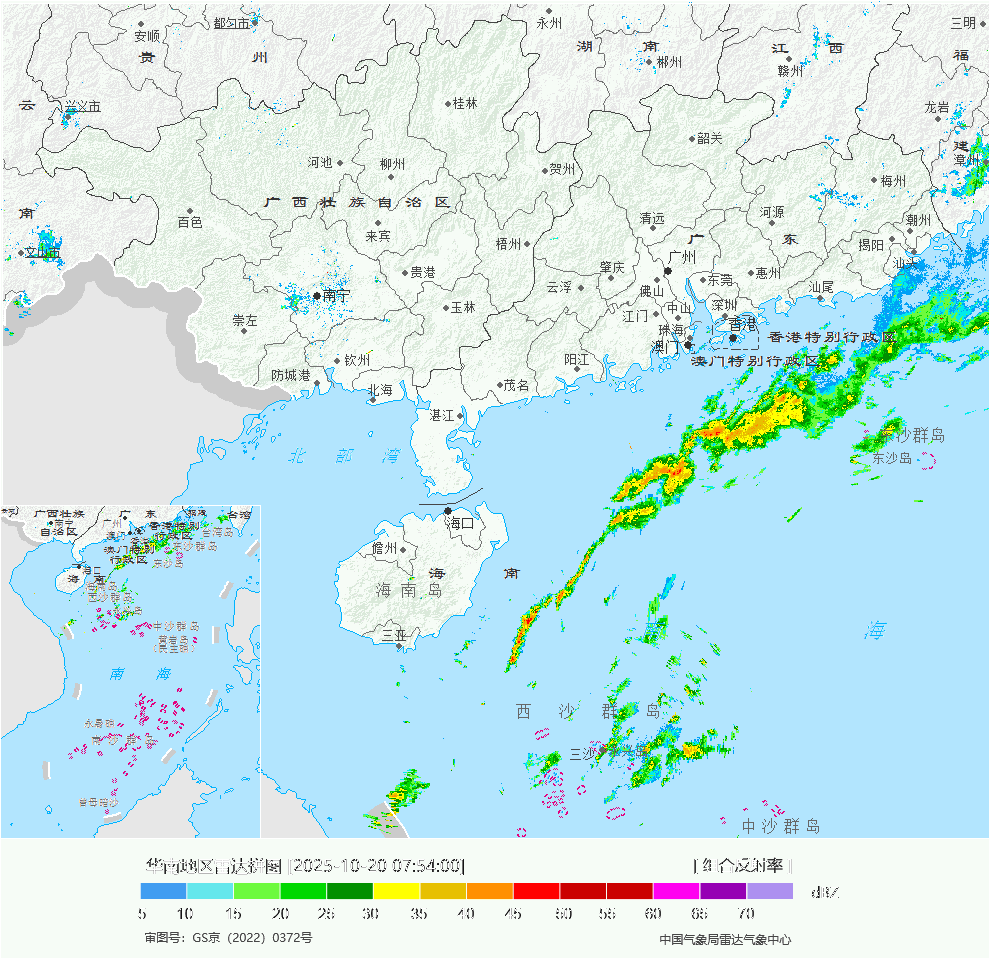 安顺
都匀市
永州
三明
贵 州
湖 南
江 西
福
郴州
赣州
云
兴义市
桂林
龙岩
韶关
建
河池
柳州
贺州
漳州
梅州
广 西 壮 族 自 治 区
南
百色
来宾
梧州
清远
河源
潮州
广 东
揭阳
文山市
贵港
肇庆
广州
惠州
汕头
南宁
云浮
佛山
东莞
汕尾
崇左
玉林
江门
中山
深圳
珠海
香港
香港特别行政区
澳门
澳门特别行政区
钦州
阳江
防城港
北海
茂名
湛江
东沙群岛
北 部 湾
东沙岛
海口
儋州
海 南
海 南 岛
三亚
海
西 沙 群 岛
三沙
中沙群岛
广西壮族
自治区
广 东
台湾
南宁
广州
香港特别
行政区
台湾岛
澳门特别
行政区
东沙群岛
东沙岛
海口
海 南
海南岛
西沙群岛
中沙群岛
黄岩岛
南 海
永暑礁
南沙群岛
曾母暗沙
华南地区雷达拼图 [2025-10-20 07:54:00]
[ 组合反射率 ]
dBZ
5 10 15 20 25 30 35 40 45 50 55 60 65 70
审图号：GS京（2022）0372号
中国气象局雷达气象中心